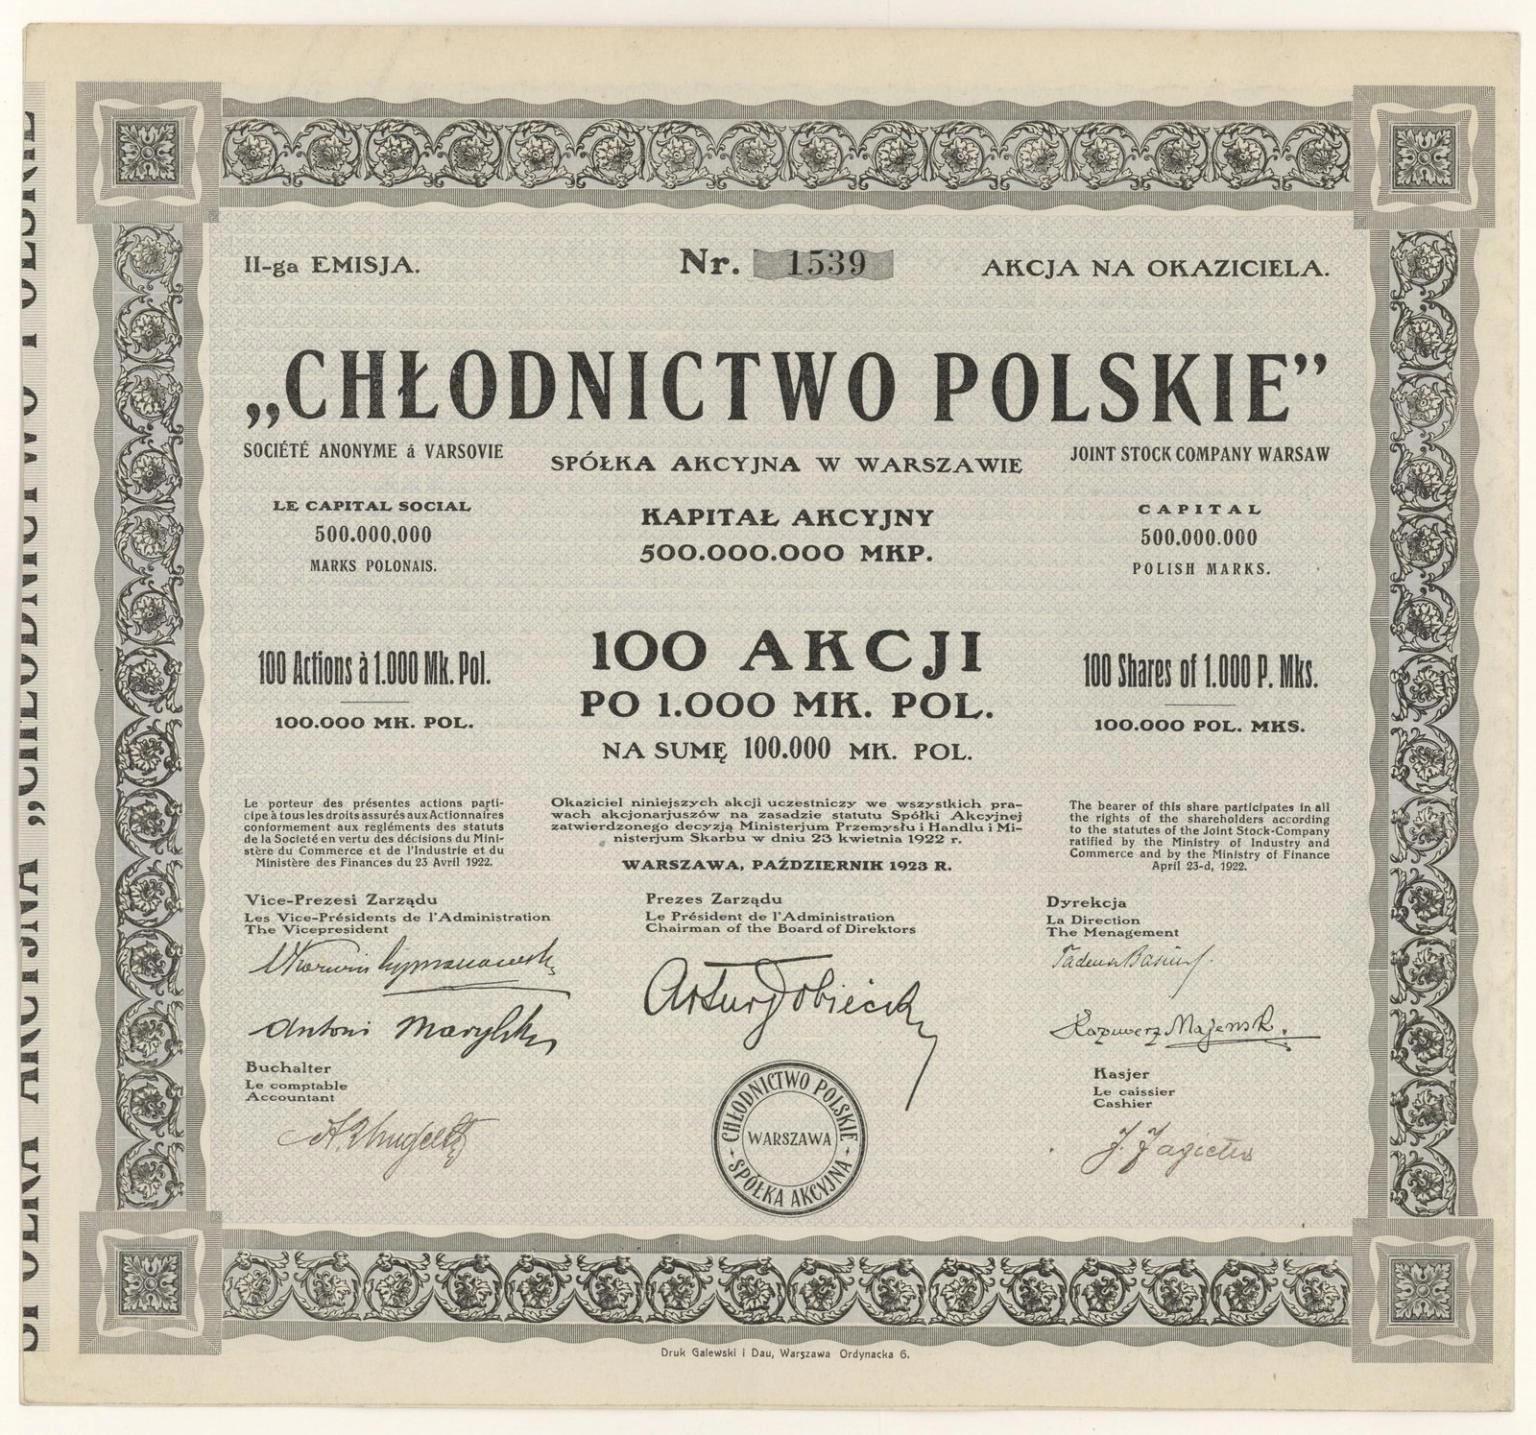 II-ga EMISJA.
Nr. 1539
AKCJA NA OKAZICIELA.
„CHŁODNICTWO POLSKIE”
SOCIÉTÉ ANONYME á VARSOVIE
SPÓŁKA AKCYJNA W WARSZAWIE
JOINT STOCK COMPANY WARSAW
LE CAPITAL SOCIAL
500.000,000
MARKS POLONAIS.
KAPITAŁ AKCYJNY
500.000.000 MKP.
CAPITAL
500.000.000
POLISH MARKS.
100 Actions à 1.000 Mk. Pol.
100.000 MK. POL.
100 AKCJI
PO 1.000 MK. POL.
NA SUMĘ 100.000 MK. POL.
100 Shares of 1.000 P. Mks.
100.000 POL. MKS.
Le porteur des présentes actions parti-
cipe à tous les droits assurés aux Actionnaires
conformement aux règléments des statuts
de la Societé en vertu des décisions du Mini-
stère du Commerce et de l'Industrie et du
Ministère des Finances du 23 Avril 1922.
Okaziciel niniejszych akcji uczestniczy we wszystkich pra-
wach akcjonarjuszów na zasadzie statutu Spółki Akcyjnej
zatwierdzonego decyzją Ministerjum Przemysłu i Handlu i Mi-
nisterjum Skarbu w dniu 23 kwietnia 1922 r.
WARSZAWA, PAŹDZIERNIK 1923 R.
The bearer of this share participates in all
the rights of the shareholders according
to the statutes of the Joint Stock-Company
ratified by the Ministry of Industry and
Commerce and by the Ministry of Finance
April 23-d, 1922.
Vice-Prezesi Zarządu
Les Vice-Présidents de l'Administration
The Vicepresident
Antoni
Prezes Zarządu
Le Président de l'Administration
Chairman of the Board of Direktors
Artur
Dyrekcja
La Direction
The Menagement
Buchalter
Le comptable
Accountant
Kasjer
Le caissier
Cashier
CHŁODNICTWO POLSKIE
WARSZAWA
SPÓŁKA AKCYJNA
Druk Galewski i Dau, Warszawa Ordynacka 6.
SPÓŁKA AKCYJNA „CHŁODNICTWO POLSKIE